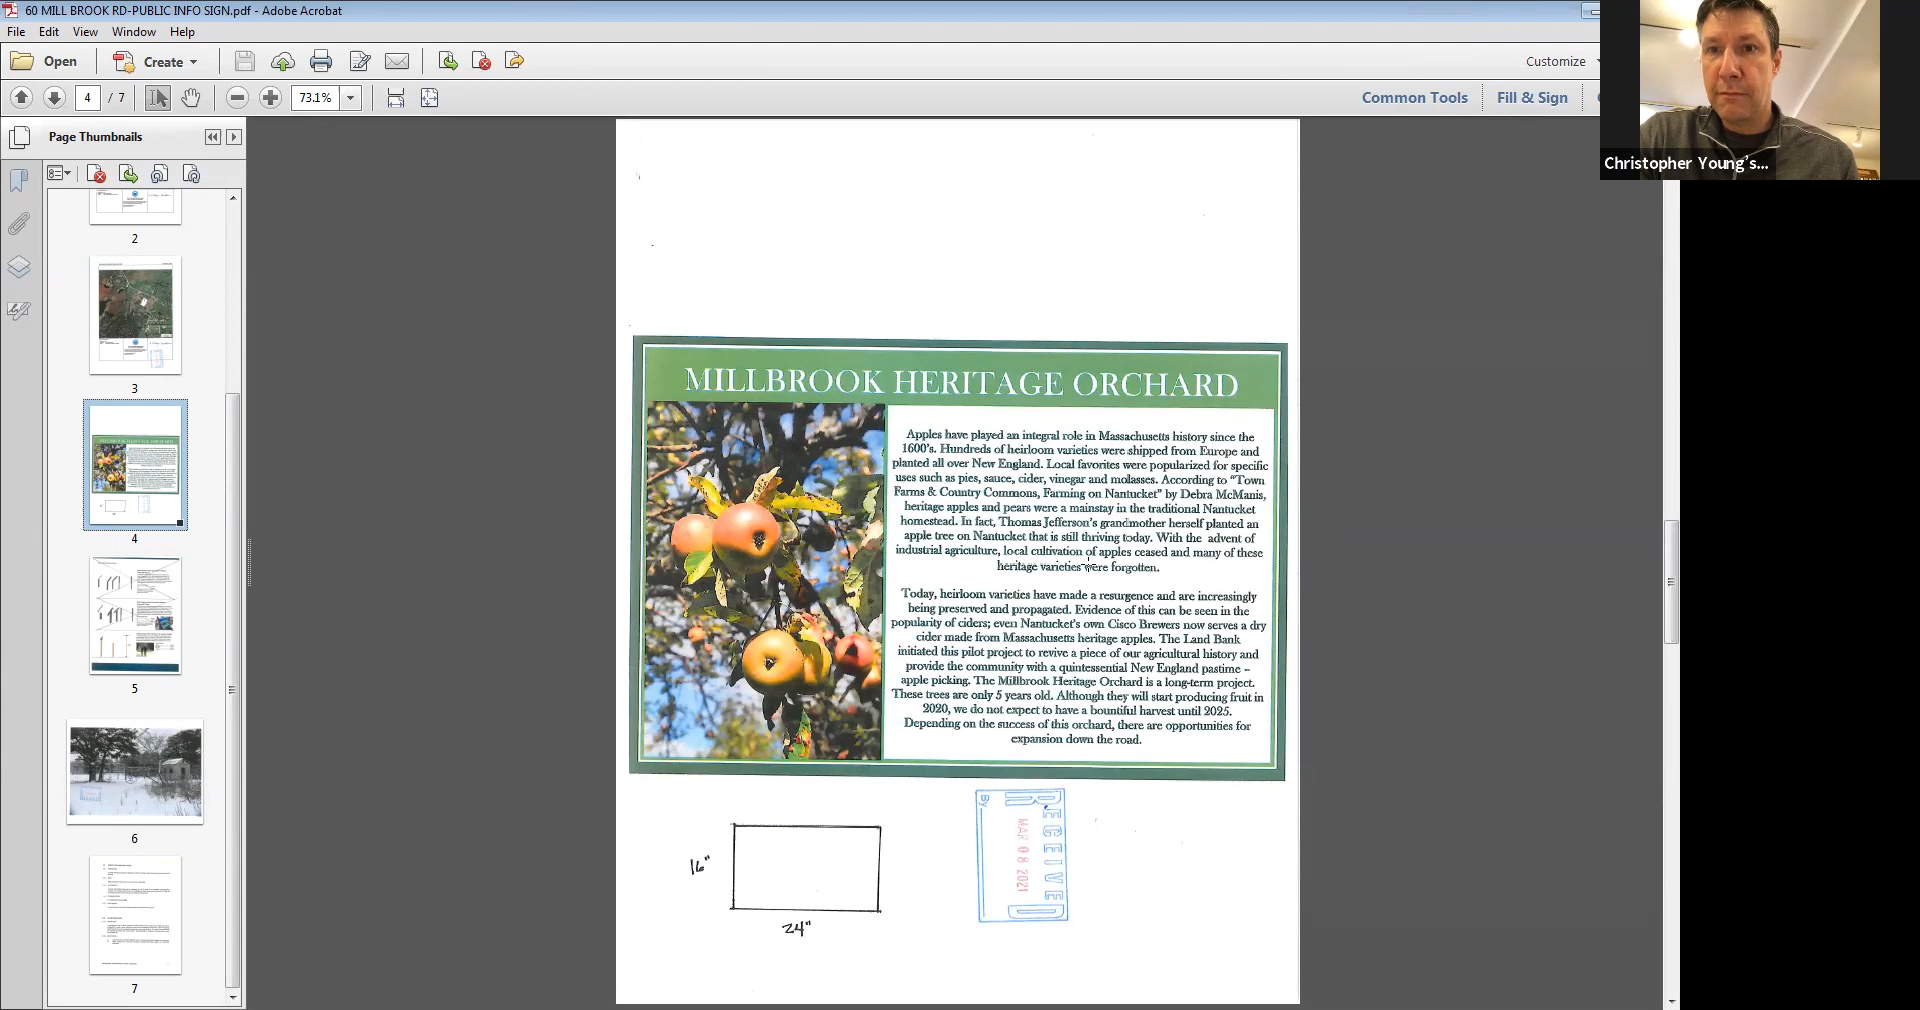 60 MILL BROOK RD-PUBLIC INFO SIGN.pdf - Adobe Acrobat
File Edit View Window Help
Open Create Customize
4 / 7 73.1% Common Tools Fill & Sign
Christopher Young's...
Page Thumbnails
2
3
4
5
6
7
MILLBROOK HERITAGE ORCHARD
Apples have played an integral role in Massachusetts history since the
1600's. Hundreds of heirloom varieties were shipped from Europe and
planted all over New England. Local favorites were popularized for specific
uses such as pies, sauce, cider, vinegar and molasses. According to "Town
Farms & Country Commons, Farming on Nantucket" by Debra McManis,
heritage apples and pears were a mainstay in the traditional Nantucket
homestead. In fact, Thomas Jefferson's grandmother herself planted an
apple tree on Nantucket that is still thriving today. With the advent of
industrial agriculture, local cultivation of apples ceased and many of these
heritage varieties were forgotten.
Today, heirloom varieties have made a resurgence and are increasingly
being preserved and propagated. Evidence of this can be seen in the
popularity of ciders; even Nantucket's own Cisco Brewers now serves a dry
cider made from Massachusetts heritage apples. The Land Bank
initiated this pilot project to revive a piece of our agricultural history and
provide the community with a quintessential New England pastime –
apple picking. The Millbrook Heritage Orchard is a long-term project.
These trees are only 5 years old. Although they will start producing fruit in
2020, we do not expect to have a bountiful harvest until 2025.
Depending on the success of this orchard, there are opportunities for
expansion down the road.
16"
24"
RECEIVED
MAR 08 2021
By